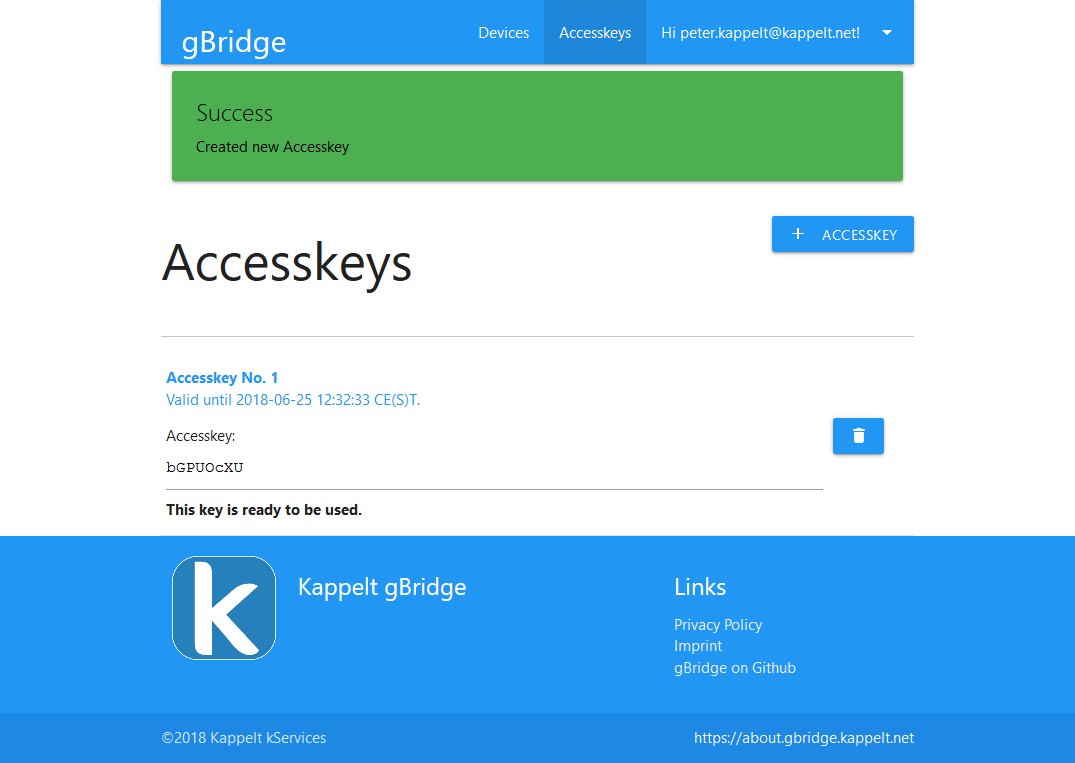 gBridge
Devices
Accesskeys
Hi peter.kappelt@kappelt.net!
Success
Created new Accesskey
ACCESSKEY
Accesskeys
Accesskey No. 1
Valid until 2018-06-25 12:32:33 CE(S)T.
Accesskey:
bGPUOcXU
This key is ready to be used.
k
Kappelt gBridge
Links
Privacy Policy
Imprint
gBridge on Github
©2018 Kappelt kServices
https://about.gbridge.kappelt.net